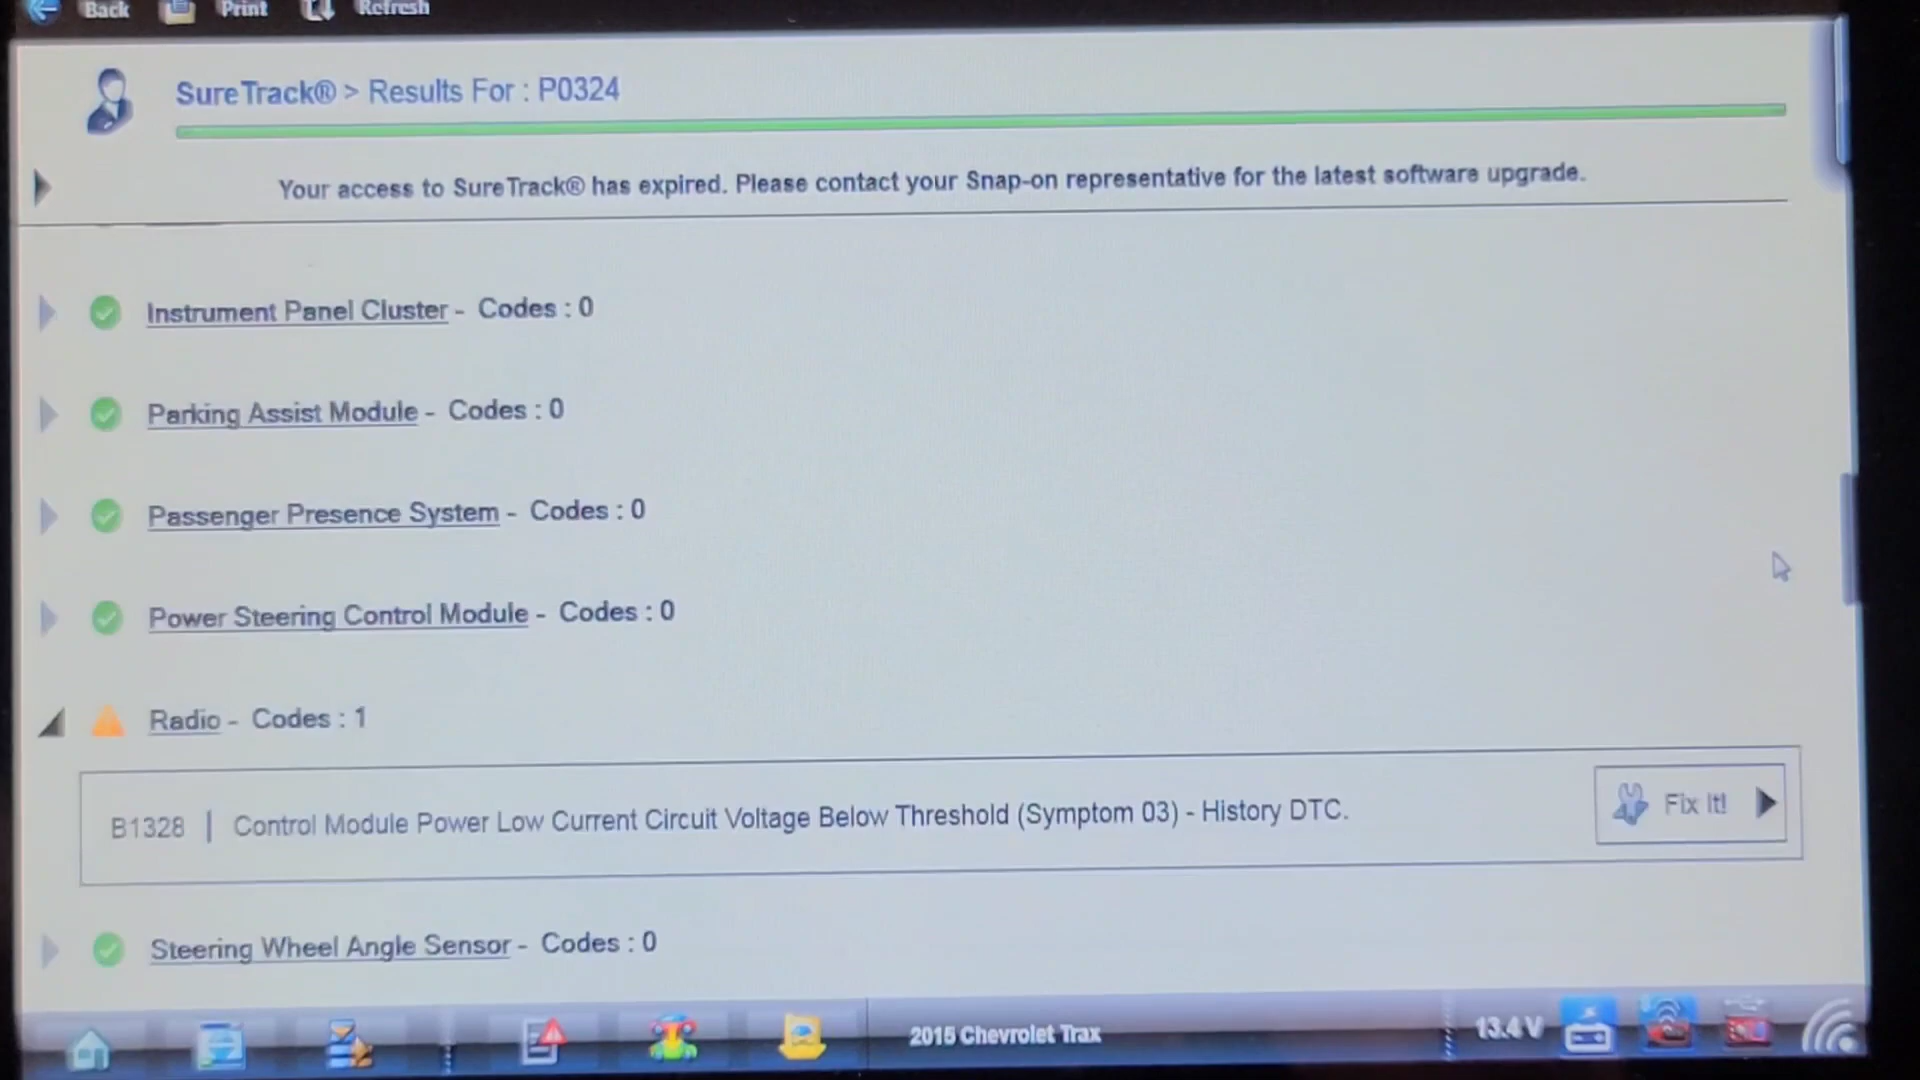 Back Print Refresh
SureTrack® > Results For : P0324
Your access to SureTrack® has expired. Please contact your Snap-on representative for the latest software upgrade.
Instrument Panel Cluster - Codes : 0
Parking Assist Module - Codes : 0
Passenger Presence System - Codes : 0
Power Steering Control Module - Codes : 0
Radio - Codes : 1
B1328 | Control Module Power Low Current Circuit Voltage Below Threshold (Symptom 03) - History DTC.
Fix It!
Steering Wheel Angle Sensor - Codes : 0
2015 Chevrolet Trax
13.4V